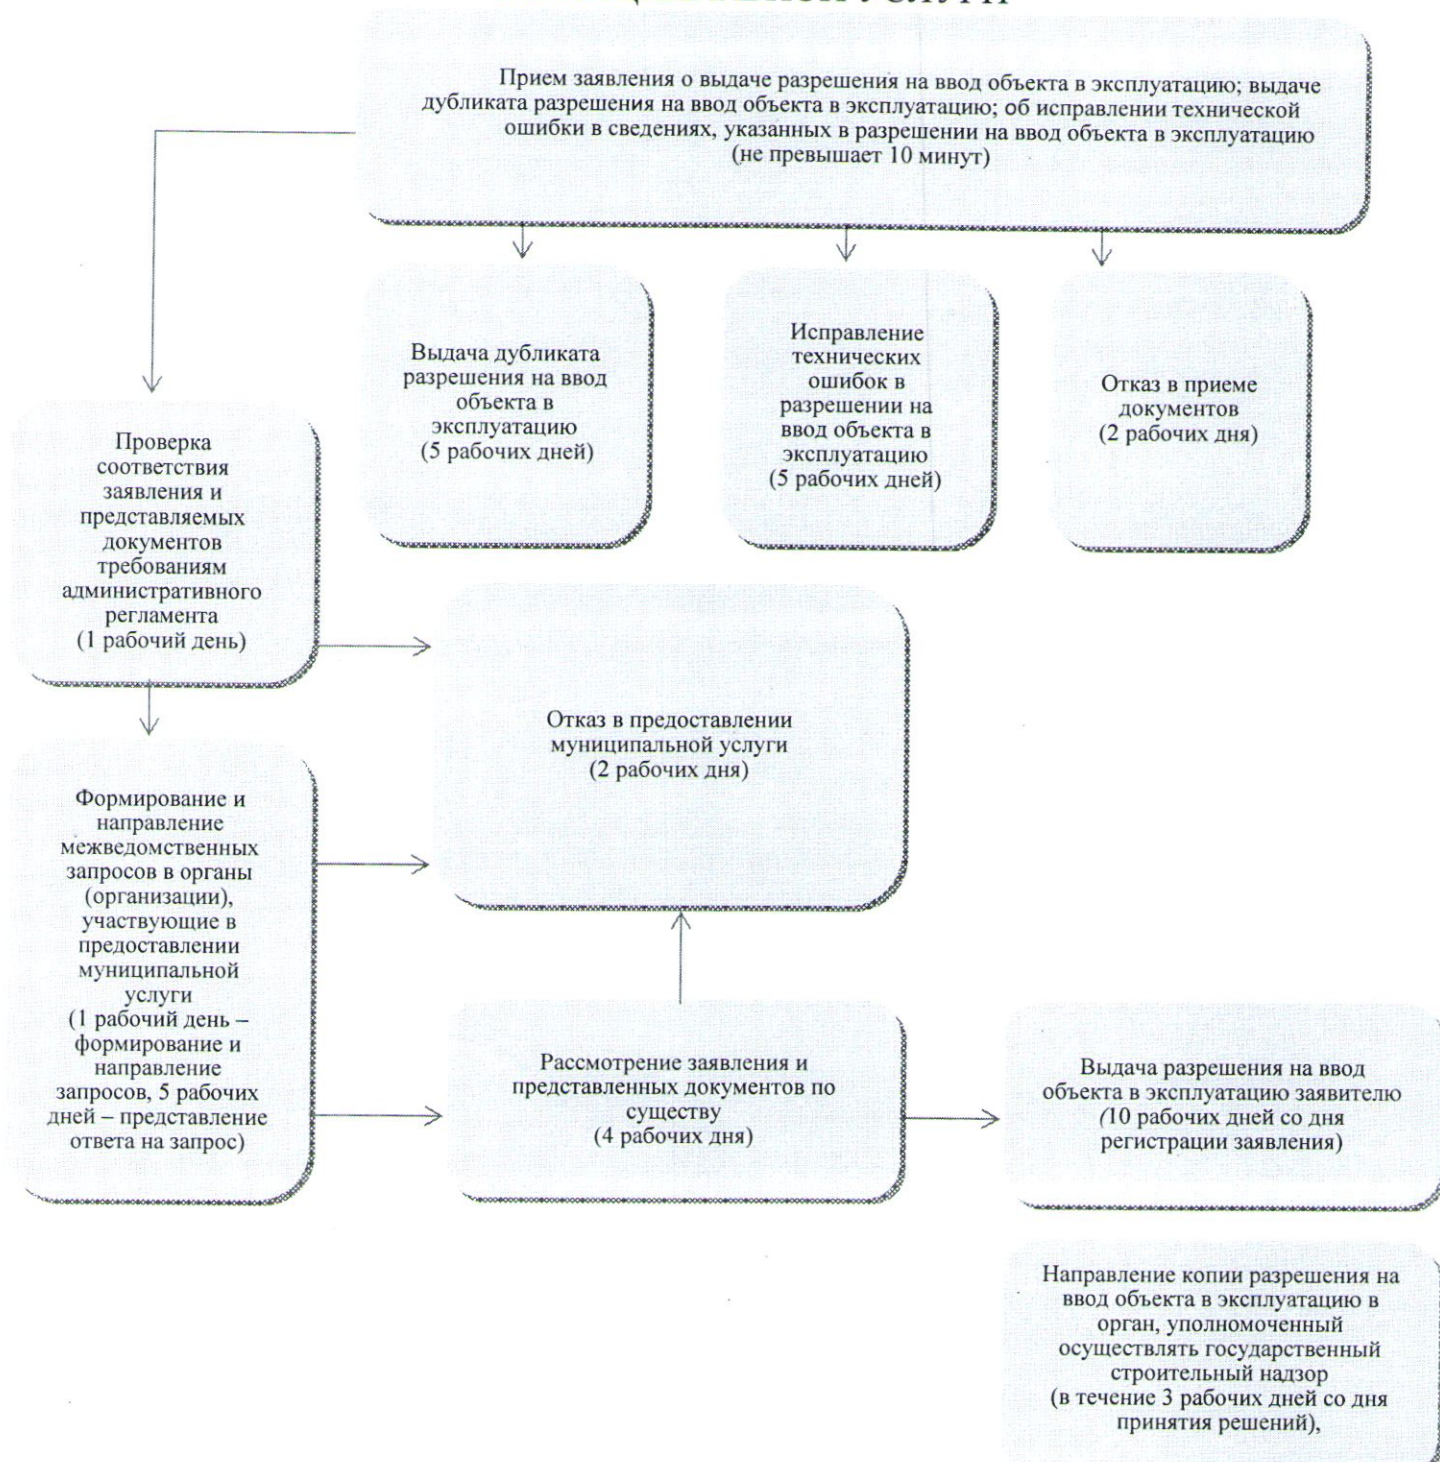 Прием заявления о выдаче разрешения на ввод объекта в эксплуатацию; выдаче
дубликата разрешения на ввод объекта в эксплуатацию; об исправлении технической
ошибки в сведениях, указанных в разрешении на ввод объекта в эксплуатацию
(не превышает 10 минут)
Выдача дубликата
разрешения на ввод
объекта в
эксплуатацию
(5 рабочих дней)
Исправление
технических
ошибок в
разрешении на
ввод объекта в
эксплуатацию
(5 рабочих дней)
Отказ в приеме
документов
(2 рабочих дня)
Проверка
соответствия
заявления и
представляемых
документов
требованиям
административного
регламента
(1 рабочий день)
Отказ в предоставлении
муниципальной услуги
(2 рабочих дня)
Формирование и
направление
межведомственных
запросов в органы
(организации),
участвующие в
предоставлении
муниципальной
услуги
(1 рабочий день –
формирование и
направление
запросов, 5 рабочих
дней – представление
ответа на запрос)
Рассмотрение заявления и
представленных документов по
существу
(4 рабочих дня)
Выдача разрешения на ввод
объекта в эксплуатацию заявителю
(10 рабочих дней со дня
регистрации заявления)
Направление копии разрешения на
ввод объекта в эксплуатацию в
орган, уполномоченный
осуществлять государственный
строительный надзор
(в течение 3 рабочих дней со дня
принятия решений),